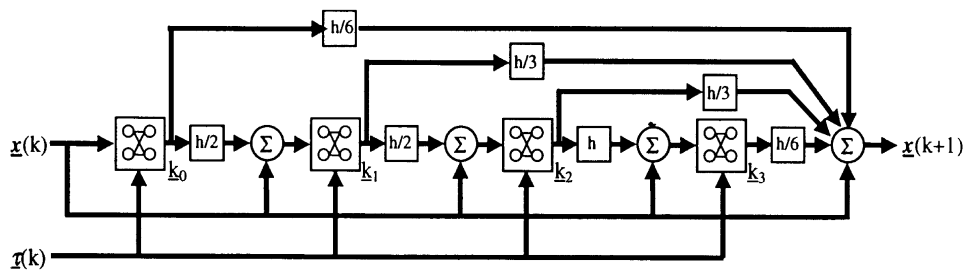 h/6
h/3
h/3
x(k) h/2 Σ h/2 Σ h Σ h/6 Σ x(k+1)
k₀ k₁ k₂ k₃
τ(k)